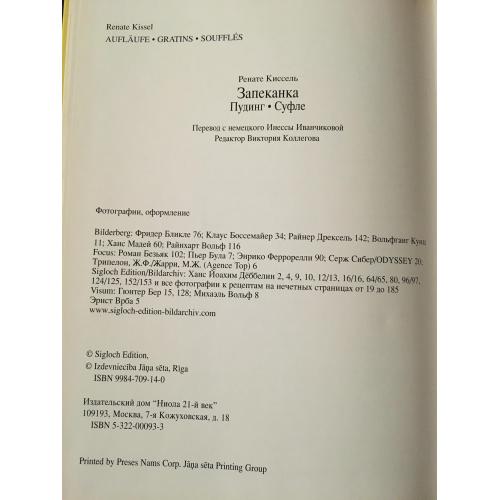 Renate Kissel
AUFLÄUFE • GRATINS • SOUFFLÉS
Ренате Киссель
Запеканка
Пудинг • Суфле
Перевод с немецкого Инессы Иванчиковой
Редактор Виктория Коллегова
Фотографии, оформление
Bilderberg: Фридер Бликле 76; Клаус Боссемайер 34; Райнер Дрексель 142; Вольфганг Кунц
11; Ханс Мадей 60; Райнхарт Вольф 116
Focus: Роман Безьяк 102; Пьер Була 7; Энрико Феррорелли 90; Серж Сибер/ODYSSEY 20;
Трипелон, Ж.Ф./Жарри, М.Ж. (Agence Top) 6
Sigloch Edition/Bildarchiv: Ханс Йоахим Деббелин 2, 4, 9, 10, 12/13, 16/16, 64/65, 80, 96/97,
124/125, 152/153 и все фотографии к рецептам на нечетных страницах от 19 до 185
Visum: Гюнтер Бер 15, 128; Михаэль Вольф 8
Эрнст Врба 5
www.sigloch-edition-bildarchiv.com
© Sigloch Edition,
© Izdevniecība Jāņa sēta, Rīga
ISBN 9984-709-14-0
Издательский дом "Ниола 21-й век"
109193, Москва, 7-я Кожуховская, д. 18
ISBN 5-322-00093-3
Printed by Preses Nams Corp. Jāņa sēta Printing Group